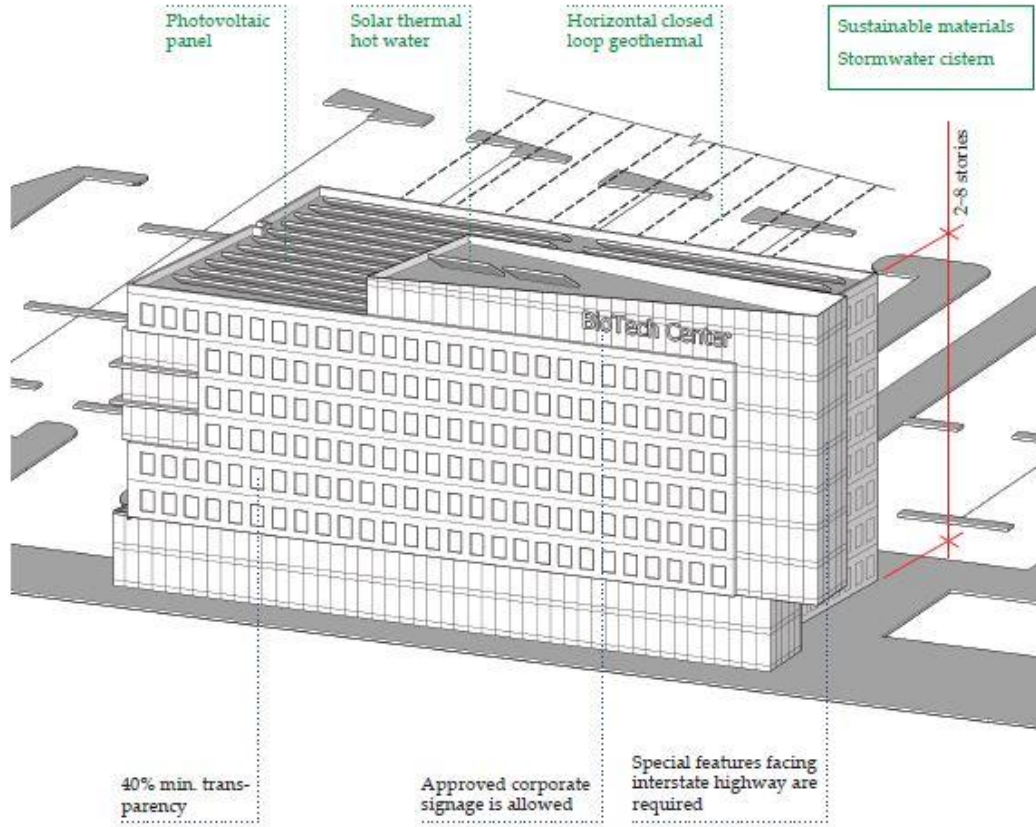 Photovoltaic
panel
Solar thermal
hot water
Horizontal closed
loop geothermal
Sustainable materials
Stormwater cistern
2–8 stories
BioTech Center
40% min. trans-
parency
Approved corporate
signage is allowed
Special features facing
interstate highway are
required